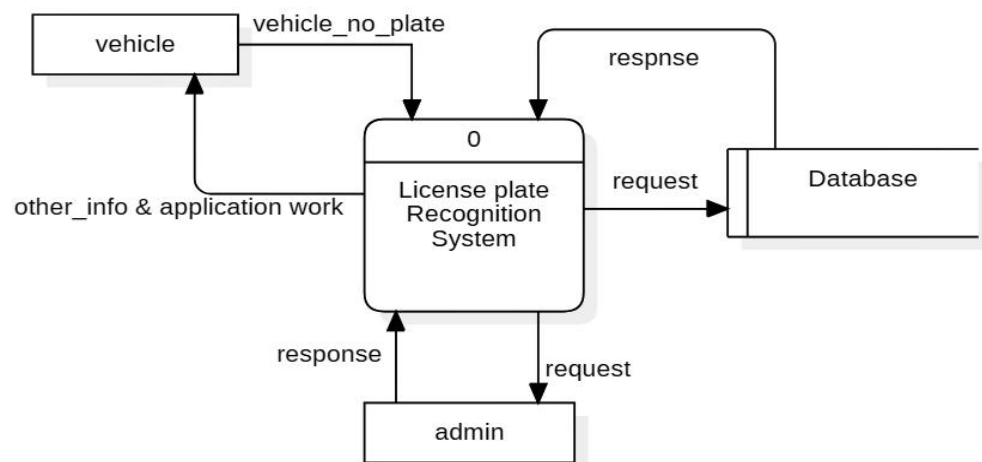 vehicle_no_plate
vehicle
respnse
0
License plate
Recognition
System
request
Database
other_info & application work
response
request
admin